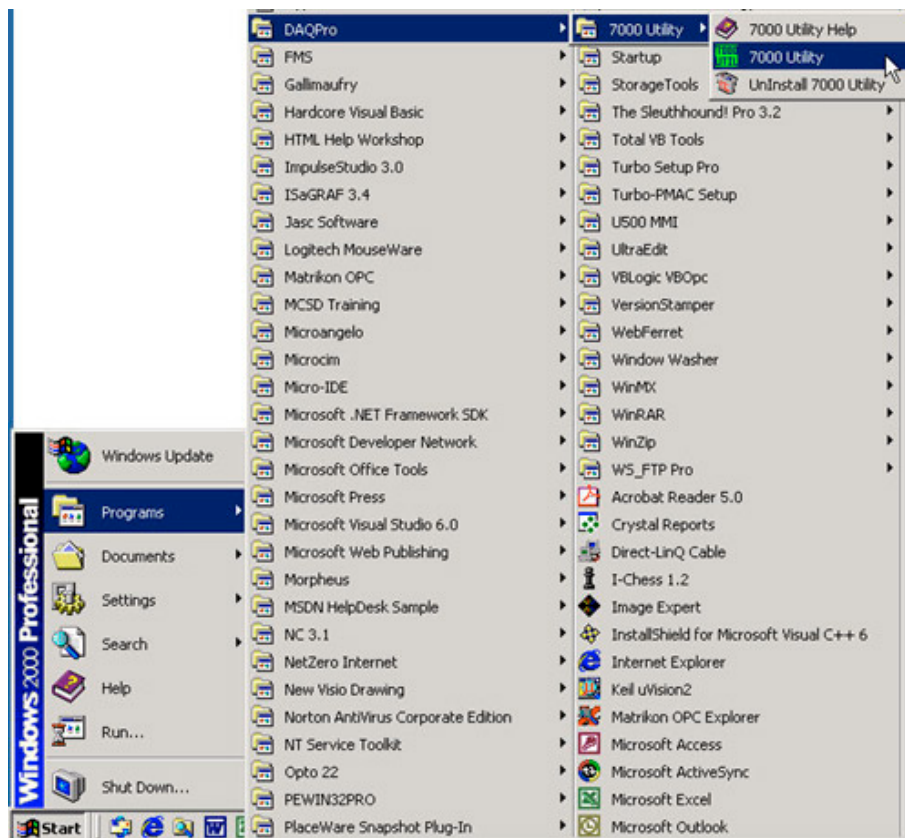 DAQPro
FMS
Gallimaufry
Hardcore Visual Basic
HTML Help Workshop
ImpulseStudio 3.0
ISaGRAF 3.4
Jasc Software
Logitech MouseWare
Matrikon OPC
MCSD Training
Microangelo
Microcim
Micro-IDE
Microsoft .NET Framework SDK
Microsoft Developer Network
Microsoft Office Tools
Microsoft Press
Microsoft Visual Studio 6.0
Microsoft Web Publishing
Morpheus
MSDN HelpDesk Sample
NC 3.1
NetZero Internet
New Visio Drawing
Norton AntiVirus Corporate Edition
NT Service Toolkit
Opto 22
PEWIN32PRO
PlaceWare Snapshot Plug-In
7000 Utility
Startup
StorageTools
The Sleuthhound! Pro 3.2
Total VB Tools
Turbo Setup Pro
Turbo-PMAC Setup
U500 MMI
UltraEdit
VBLogic VBOpc
VersionStamper
WebFerret
Window Washer
WinMX
WinRAR
WinZip
WS_FTP Pro
Acrobat Reader 5.0
Crystal Reports
Direct-LinQ Cable
I-Chess 1.2
Image Expert
InstallShield for Microsoft Visual C++ 6
Internet Explorer
Keil uVision2
Matrikon OPC Explorer
Microsoft Access
Microsoft ActiveSync
Microsoft Excel
Microsoft Outlook
7000 Utility Help
7000 Utility
UnInstall 7000 Utility
Windows Update
Programs
Documents
Settings
Search
Help
Run...
Shut Down...
Windows 2000 Professional
Start